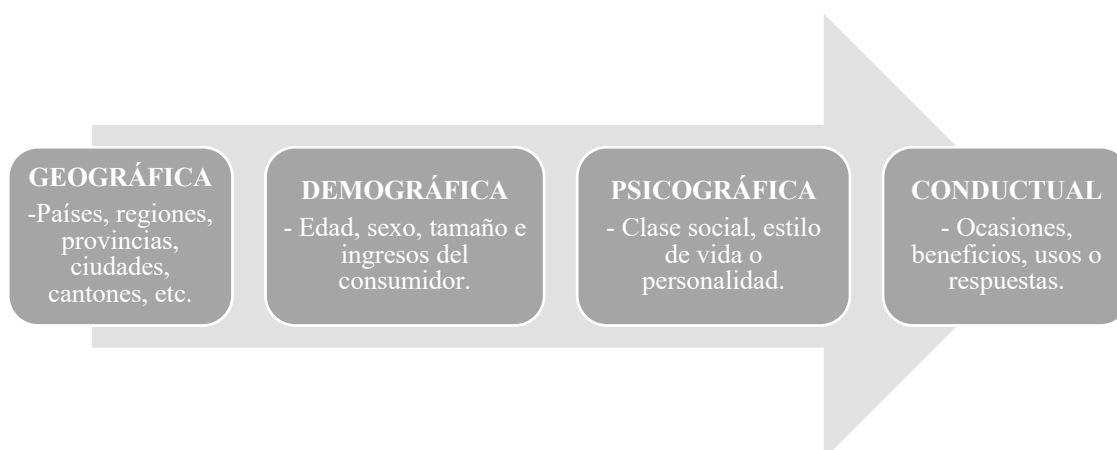 GEOGRÁFICA
-Países, regiones,
provincias,
ciudades,
cantones, etc.
DEMOGRÁFICA
- Edad, sexo, tamaño e
ingresos del
consumidor.
PSICOGRÁFICA
- Clase social, estilo
de vida o
personalidad.
CONDUCTUAL
- Ocasiones,
beneficios, usos o
respuestas.